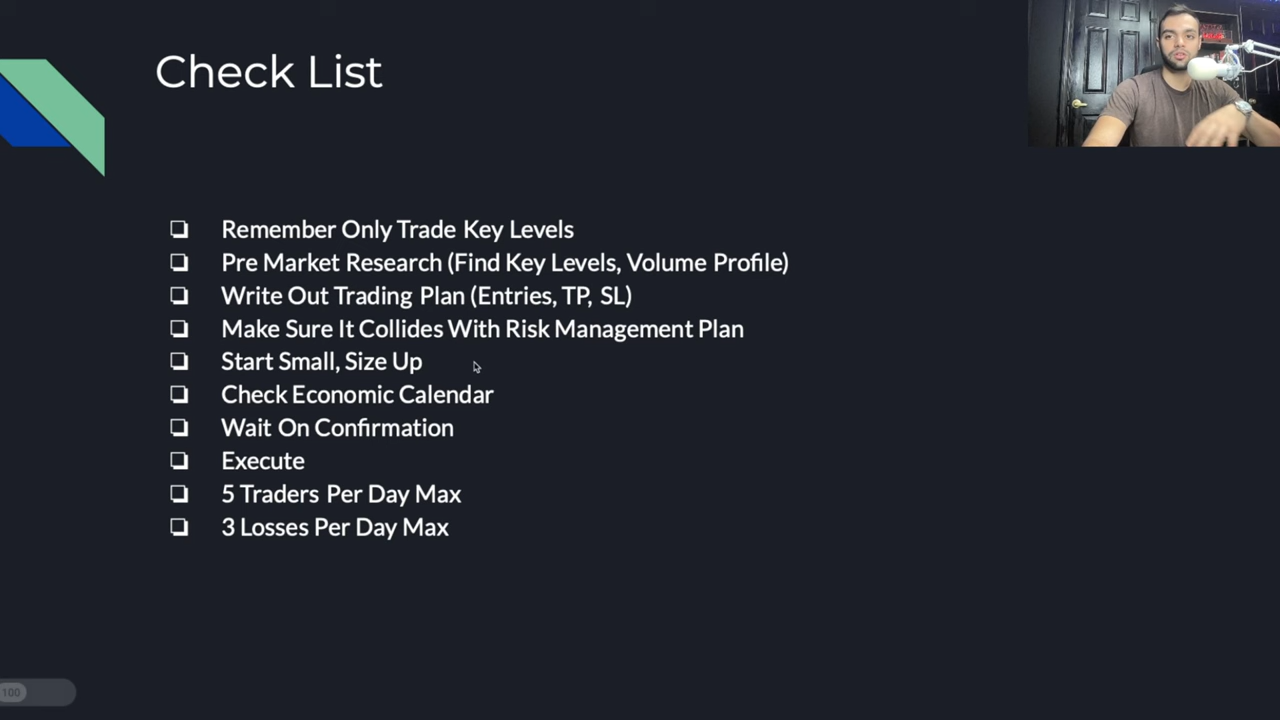 Check List
Remember Only Trade Key Levels
Pre Market Research (Find Key Levels, Volume Profile)
Write Out Trading Plan (Entries, TP, SL)
Make Sure It Collides With Risk Management Plan
Start Small, Size Up
Check Economic Calendar
Wait On Confirmation
Execute
5 Traders Per Day Max
3 Losses Per Day Max
100